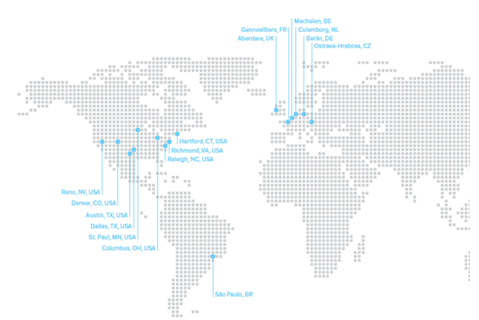 Mechelen, BE
Gennevilliers, FR
Culemborg, NL
Aberdare, UK
Berlin, DE
Ostrava-Hrabova, CZ
Hartford, CT, USA
Richmond, VA, USA
Raleigh, NC, USA
Reno, NV, USA
Denver, CO, USA
Austin, TX, USA
Dallas, TX, USA
St. Paul, MN, USA
Columbus, OH, USA
São Paulo, BR